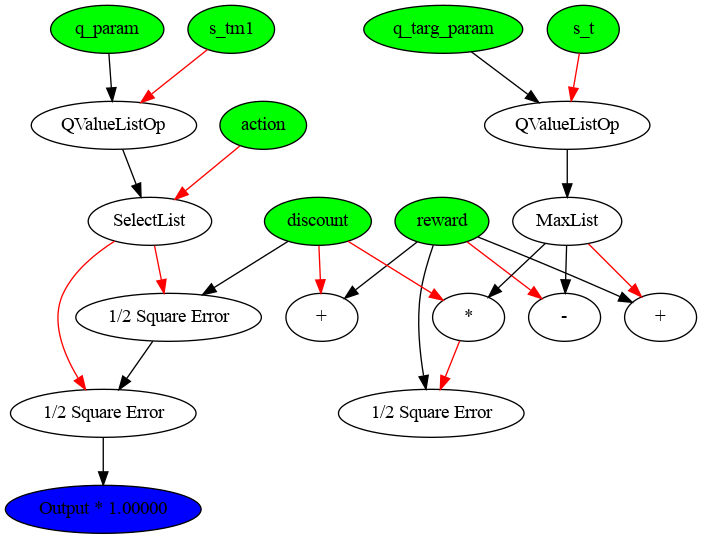 q_param
s_tm1
q_targ_param
s_t
QValueListOp
action
QValueListOp
SelectList
discount
reward
MaxList
1/2 Square Error
+
*
-
+
1/2 Square Error
1/2 Square Error
Output * 1.00000